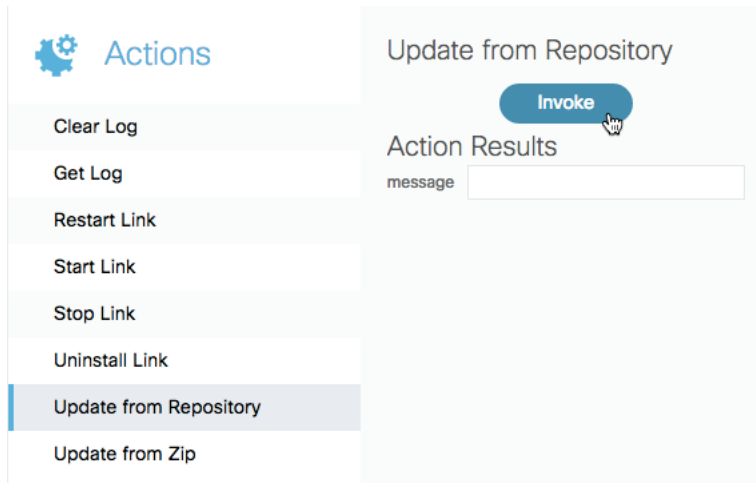 Actions
Clear Log
Get Log
Restart Link
Start Link
Stop Link
Uninstall Link
Update from Repository
Update from Zip
Update from Repository
Invoke
Action Results
message